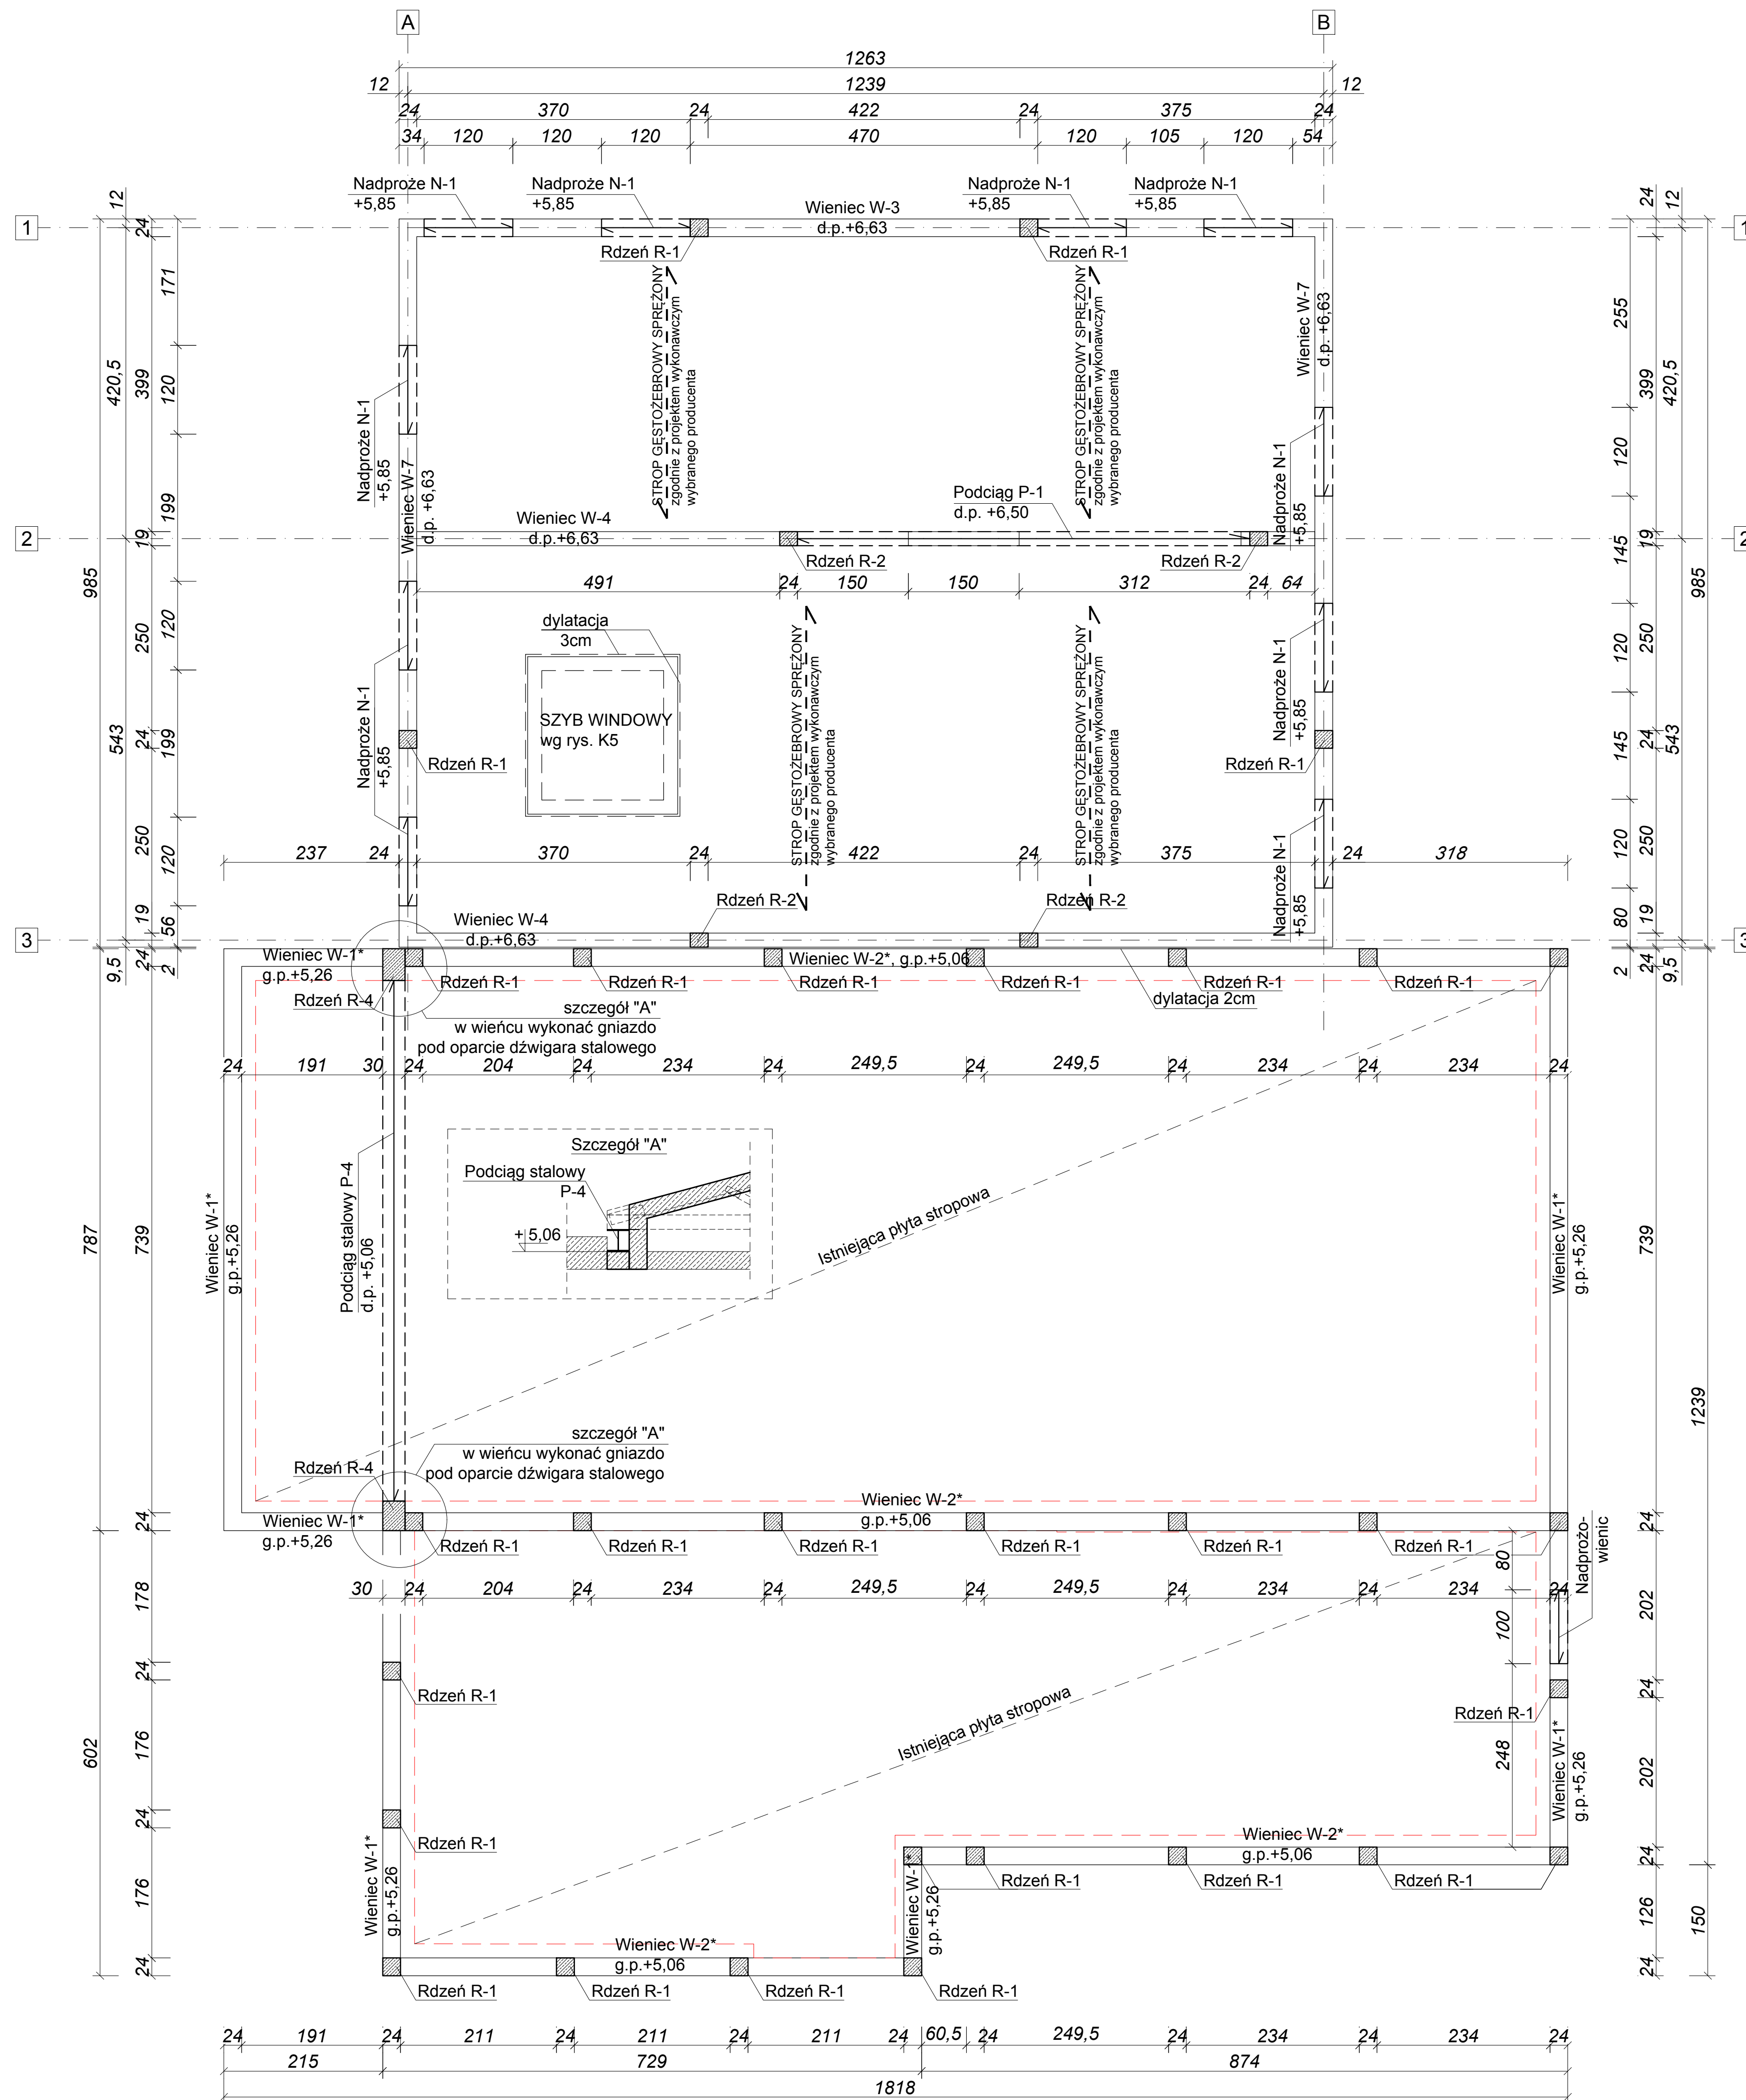 A B
1263
12 1239 12
24 370 24 422 24 375 24
34 120 120 120 470 120 105 120 54
Nadproże N-1
+5,85
Nadproże N-1
+5,85
Wieniec W-3
d.p.+6,63
Nadproże N-1
+5,85
Nadproże N-1
+5,85
1 1
Rdzeń R-1
Rdzeń R-1
12
24
171
120
399
420,5
199
19
985
120
250
543
24
199
250
120
19
56
9,5
24
2
24
12
255
399
420,5
120
145
19
985
120
250
145
24
543
120
250
80
19
2
24
9,5
STROP GĘSTOŻEBROWY SPRĘŻONY
zgodnie z projektem wykonawczym
wybranego producenta
STROP GĘSTOŻEBROWY SPRĘŻONY
zgodnie z projektem wykonawczym
wybranego producenta
Wieniec W-7
d.p. +6,63
Nadproże N-1
+5,85
Wieniec W-7
d.p. +6,63
Nadproże N-1
+5,85
2 2
Wieniec W-4
d.p.+6,63
Podciąg P-1
d.p. +6,50
Rdzeń R-2
Rdzeń R-2
491 24 150 150 312 24 64
dylatacja
3cm
SZYB WINDOWY
wg rys. K5
STROP GĘSTOŻEBROWY SPRĘŻONY
zgodnie z projektem wykonawczym
wybranego producenta
STROP GĘSTOŻEBROWY SPRĘŻONY
zgodnie z projektem wykonawczym
wybranego producenta
Nadproże N-1
+5,85
Nadproże N-1
+5,85
Rdzeń R-1
Rdzeń R-1
Nadproże N-1
+5,85
237 24 370 24 422 24 375 24 318
Rdzeń R-2
Rdzeń R-2
3 3
Wieniec W-4
d.p.+6,63
Wieniec W-1*
g.p.+5,26
Wieniec W-2*, g.p.+5,06
Rdzeń R-1
Rdzeń R-1
Rdzeń R-1
Rdzeń R-1
Rdzeń R-1
Rdzeń R-1
Rdzeń R-4
dylatacja 2cm
szczegół "A"
w wieńcu wykonać gniazdo
pod oparcie dźwigara stalowego
24 191 30 24 204 24 234 24 249,5 24 249,5 24 234 24 234 24
Szczegół "A"
Podciąg stalowy
P-4
+ 5,06
Wieniec W-1*
g.p.+5,26
Podciąg stalowy P-4
d.p. +5,06
Istniejąca płyta stropowa
Wieniec W-1*
g.p.+5,26
787
739
739
1239
szczegół "A"
w wieńcu wykonać gniazdo
pod oparcie dźwigara stalowego
Rdzeń R-4
Wieniec W-1*
g.p.+5,26
Wieniec W-2*
g.p.+5,06
Rdzeń R-1
Rdzeń R-1
Rdzeń R-1
Rdzeń R-1
Rdzeń R-1
Rdzeń R-1
Nadprożo-
wieniec
30 24 204 24 234 24 249,5 24 249,5 24 234 24 234 24
24
178
24
176
602
24
176
24
80
100
248
24
202
24
202
24
126
150
24
Rdzeń R-1
Rdzeń R-1
Rdzeń R-1
Istniejąca płyta stropowa
Wieniec W-1*
g.p.+5,26
Wieniec W-1*
g.p.+5,26
Wieniec W-1*
g.p.+5,26
Wieniec W-2*
g.p.+5,06
Rdzeń R-1
Rdzeń R-1
Rdzeń R-1
Wieniec W-2*
g.p.+5,06
Rdzeń R-1
Rdzeń R-1
Rdzeń R-1
Rdzeń R-1
24 191 24 211 24 211 24 211 24 60,5 24 249,5 24 234 24 234 24
215 729 874
1818